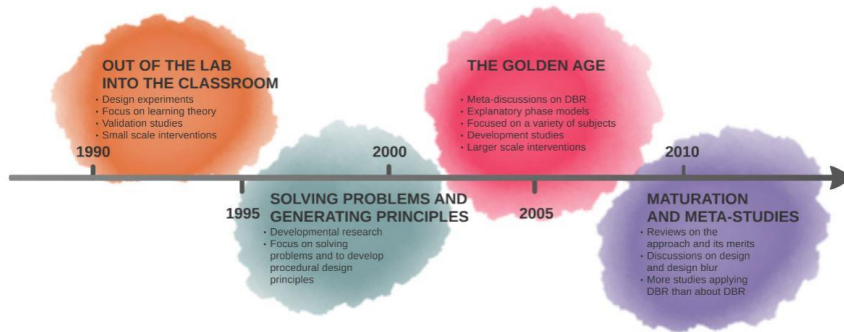 OUT OF THE LAB
INTO THE CLASSROOM
• Design experiments
• Focus on learning theory
• Validation studies
• Small scale interventions
1990
1995
SOLVING PROBLEMS AND
GENERATING PRINCIPLES
• Developmental research
• Focus on solving
problems and to develop
procedural design
principles
2000
THE GOLDEN AGE
• Meta-discussions on DBR
• Explanatory phase models
• Focused on a variety of subjects
• Development studies
• Larger scale interventions
2005
2010
MATURATION
AND META-STUDIES
• Reviews on the
approach and its merits
• Discussions on design
and design blur
• More studies applying
DBR than about DBR